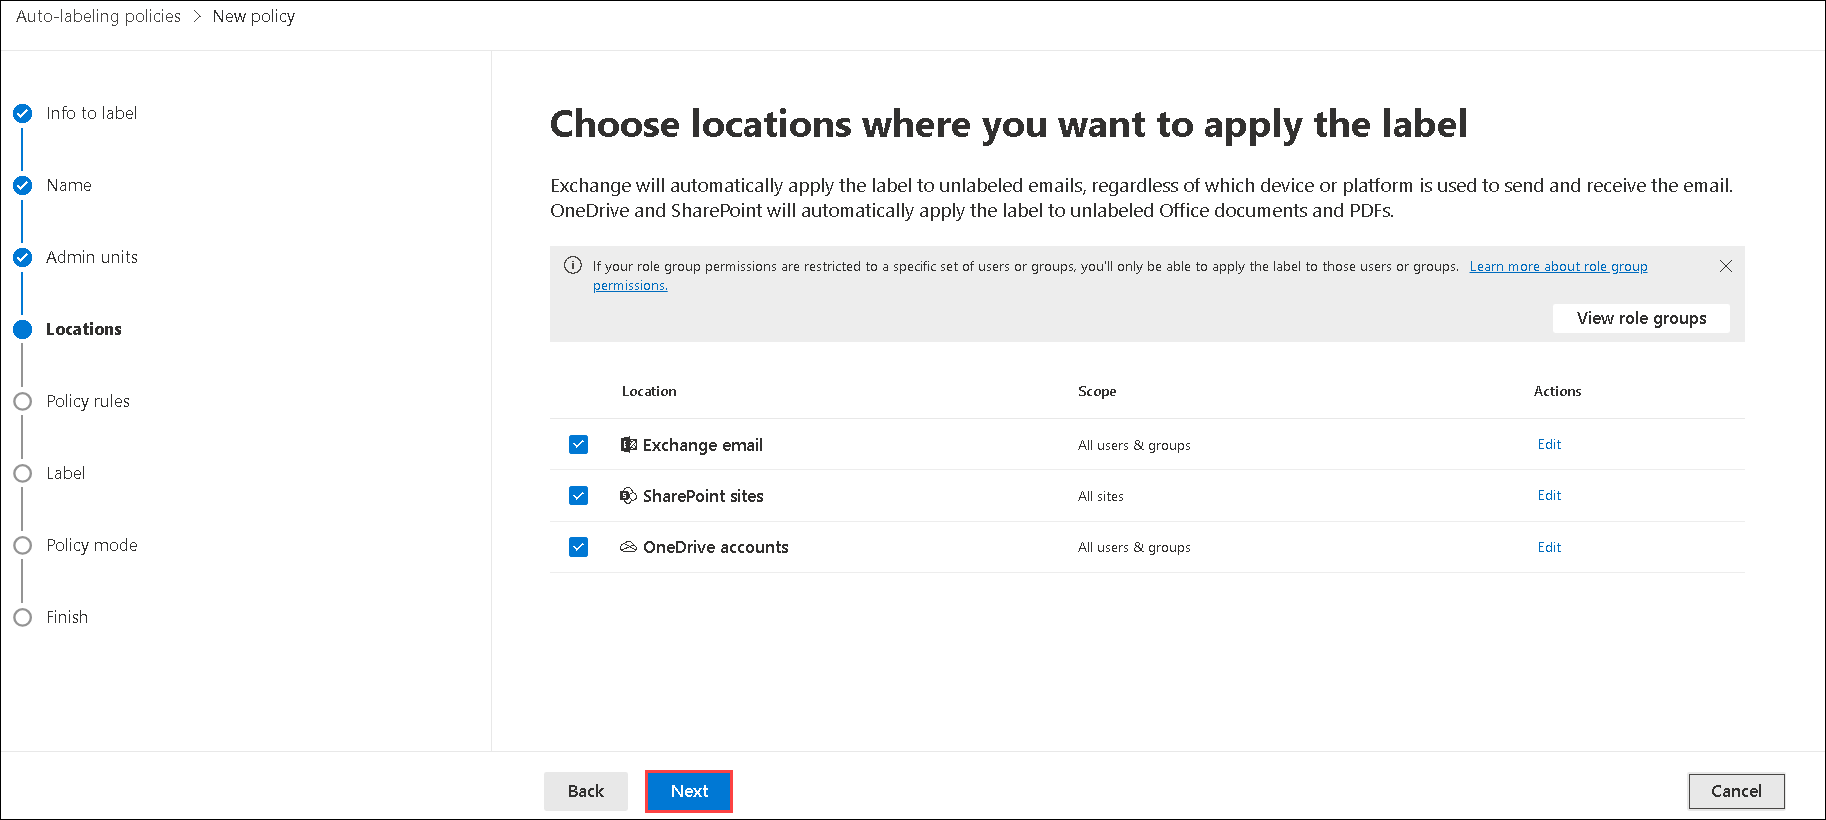 Auto-labeling policies > New policy
Info to label
Name
Admin units
Locations
Policy rules
Label
Policy mode
Finish
Choose locations where you want to apply the label
Exchange will automatically apply the label to unlabeled emails, regardless of which device or platform is used to send and receive the email.
OneDrive and SharePoint will automatically apply the label to unlabeled Office documents and PDFs.
If your role group permissions are restricted to a specific set of users or groups, you'll only be able to apply the label to those users or groups. Learn more about role group
permissions.
View role groups
Location Scope Actions
Exchange email All users & groups Edit
SharePoint sites All sites Edit
OneDrive accounts All users & groups Edit
Back Next Cancel